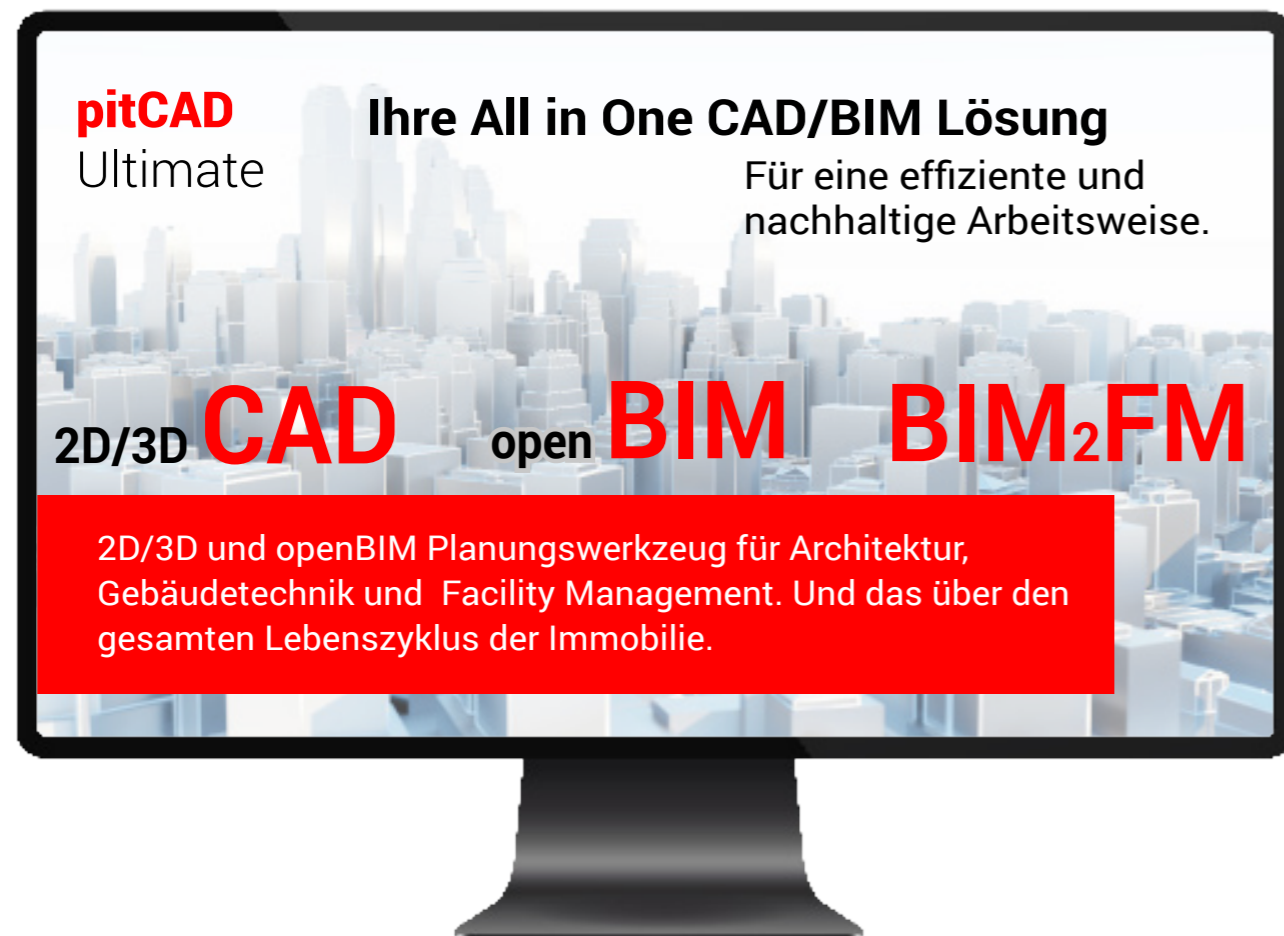 pitCAD
Ultimate
Ihre All in One CAD/BIM Lösung
Für eine effiziente und
nachhaltige Arbeitsweise.
2D/3D CAD
open BIM
BIM2FM
2D/3D und openBIM Planungswerkzeug für Architektur,
Gebäudetechnik und  Facility Management. Und das über den
gesamten Lebenszyklus der Immobilie.